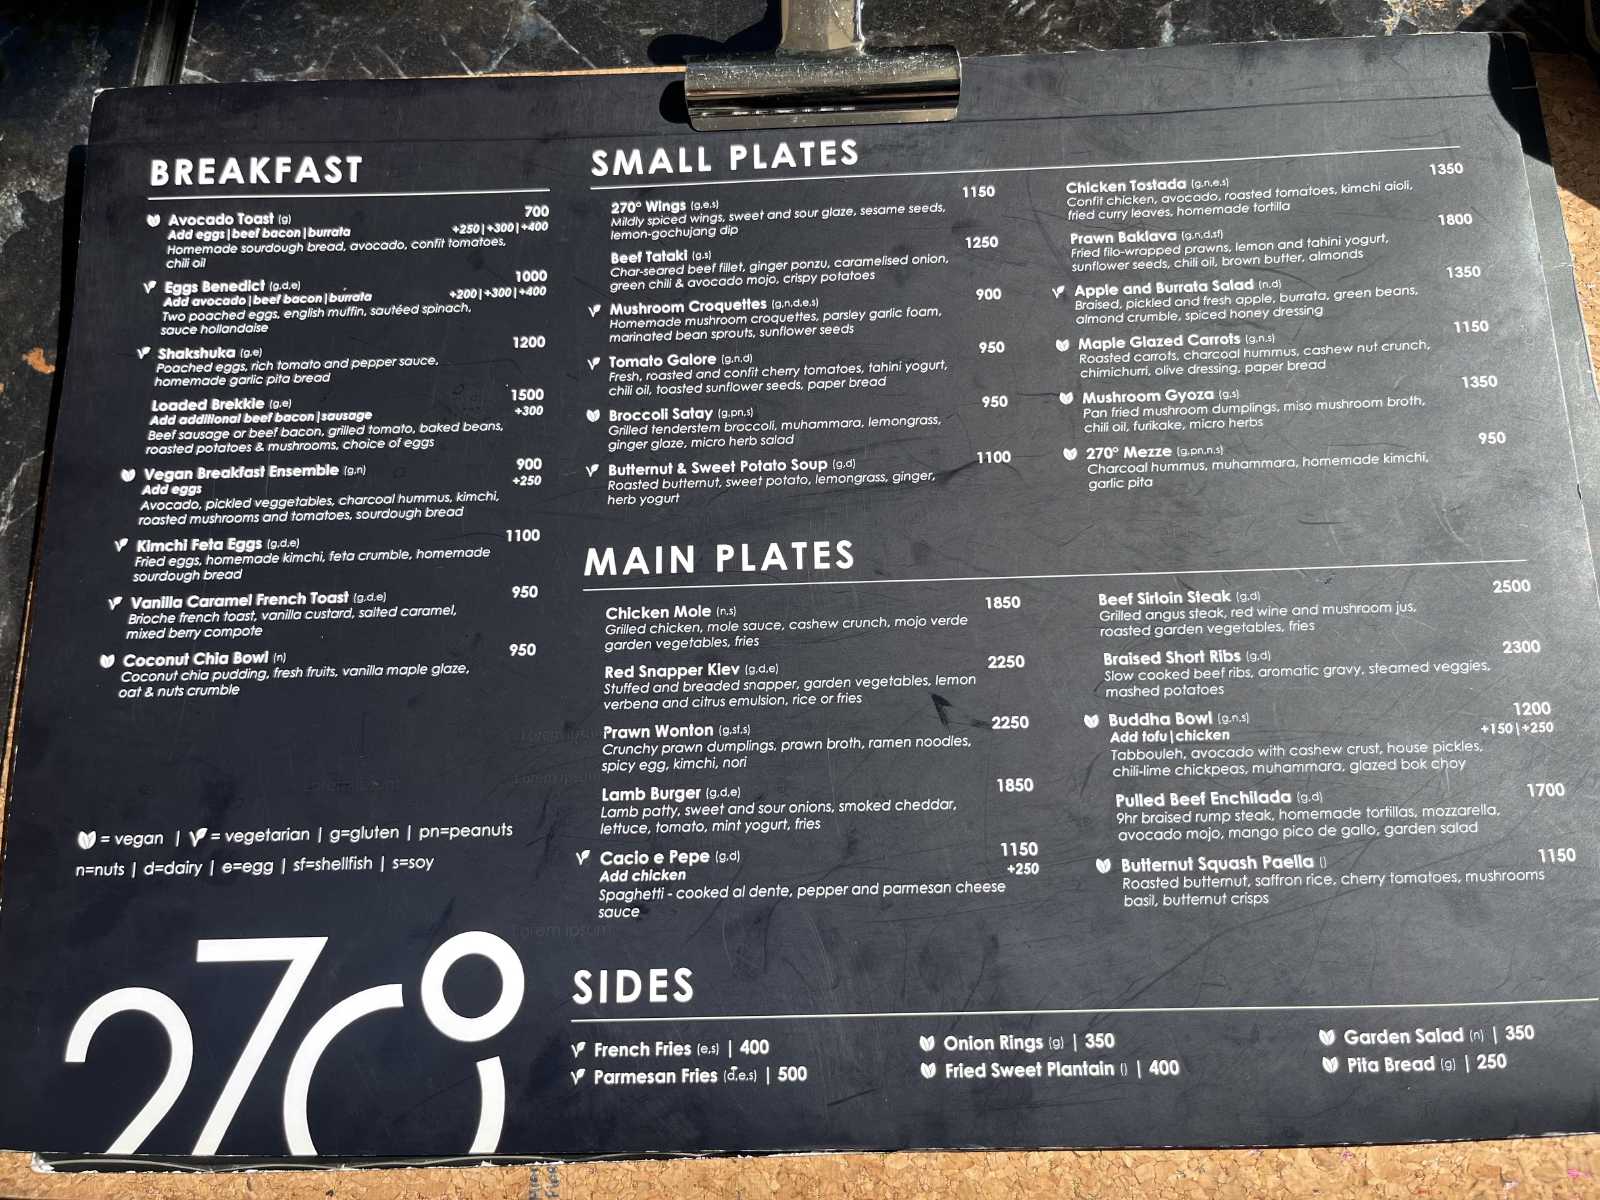 BREAKFAST
Avocado Toast (g) 700
Add eggs|beef bacon|burrata +250|+300|+400
Homemade sourdough bread, avocado, confit tomatoes,
chili oil
Eggs Benedict (g,d,e) 1000
Add avocado|beef bacon|burrata +200|+300|+400
Two poached eggs, english muffin, sautéed spinach,
sauce hollandaise
Shakshuka (g,e) 1200
Poached eggs, rich tomato and pepper sauce,
homemade garlic pita bread
Loaded Brekkie (g,e) 1500
Add additional beef bacon|sausage +300
Beef sausage or beef bacon, grilled tomato, baked beans,
roasted potatoes & mushrooms, choice of eggs
Vegan Breakfast Ensemble (g,n) 900
Add eggs +250
Avocado, pickled veggetables, charcoal hummus, kimchi,
roasted mushrooms and tomatoes, sourdough bread
Kimchi Feta Eggs (g,d,e) 1100
Fried eggs, homemade kimchi, feta crumble, homemade
sourdough bread
Vanilla Caramel French Toast (g,d,e) 950
Brioche french toast, vanilla custard, salted caramel,
mixed berry compote
Coconut Chia Bowl (n) 950
Coconut chia pudding, fresh fruits, vanilla maple glaze,
oat & nuts crumble
= vegan | = vegetarian | g=gluten | pn=peanuts
n=nuts | d=dairy | e=egg | sf=shellfish | s=soy
270°
SMALL PLATES
270° Wings (g,e,s) 1150
Mildly spiced wings, sweet and sour glaze, sesame seeds,
lemon-gochujang dip
Beef Tataki (g,s) 1250
Char-seared beef fillet, ginger ponzu, caramelised onion,
green chili & avocado mojo, crispy potatoes
Mushroom Croquettes (g,n,d,e,s) 900
Homemade mushroom croquettes, parsley garlic foam,
marinated bean sprouts, sunflower seeds
Tomato Galore (g,n,d) 950
Fresh, roasted and confit cherry tomatoes, tahini yogurt,
chili oil, toasted sunflower seeds, paper bread
Broccoli Satay (g,pn,s) 950
Grilled tenderstem broccoli, muhammara, lemongrass,
ginger glaze, micro herb salad
Butternut & Sweet Potato Soup (g,d) 1100
Roasted butternut, sweet potato, lemongrass, ginger,
herb yogurt
Chicken Tostada (g,n,e,s) 1350
Confit chicken, avocado, roasted tomatoes, kimchi aioli,
fried curry leaves, homemade tortilla
Prawn Baklava (g,n,d,sf) 1800
Fried filo-wrapped prawns, lemon and tahini yogurt,
sunflower seeds, chili oil, brown butter, almonds
Apple and Burrata Salad (n,d) 1350
Braised, pickled and fresh apple, burrata, green beans,
almond crumble, spiced honey dressing
Maple Glazed Carrots (g,n,s) 1150
Roasted carrots, charcoal hummus, cashew nut crunch,
chimichurri, olive dressing, paper bread
Mushroom Gyoza (g,s) 1350
Pan fried mushroom dumplings, miso mushroom broth,
chili oil, furikake, micro herbs
270° Mezze (g,pn,n,s) 950
Charcoal hummus, muhammara, homemade kimchi,
garlic pita
MAIN PLATES
Chicken Mole (n,s) 1850
Grilled chicken, mole sauce, cashew crunch, mojo verde
garden vegetables, fries
Red Snapper Kiev (g,d,e) 2250
Stuffed and breaded snapper, garden vegetables, lemon
verbena and citrus emulsion, rice or fries
Prawn Wonton (g,sf,s) 2250
Crunchy prawn dumplings, prawn broth, ramen noodles,
spicy egg, kimchi, nori
Lamb Burger (g,d,e) 1850
Lamb patty, sweet and sour onions, smoked cheddar,
lettuce, tomato, mint yogurt, fries
Cacio e Pepe (g,d) 1150
Add chicken +250
Spaghetti - cooked al dente, pepper and parmesan cheese
sauce
Beef Sirloin Steak (g,d) 2500
Grilled angus steak, red wine and mushroom jus,
roasted garden vegetables, fries
Braised Short Ribs (g,d) 2300
Slow cooked beef ribs, aromatic gravy, steamed veggies,
mashed potatoes
Buddha Bowl (g,n,s) 1200
Add tofu|chicken +150|+250
Tabbouleh, avocado with cashew crust, house pickles,
chili-lime chickpeas, muhammara, glazed bok choy
Pulled Beef Enchilada (g,d) 1700
9hr braised rump steak, homemade tortillas, mozzarella,
avocado mojo, mango pico de gallo, garden salad
Butternut Squash Paella () 1150
Roasted butternut, saffron rice, cherry tomatoes, mushrooms
basil, butternut crisps
Lorem ipsum
Lorem ipsum
Lorem ipsum
Lorem ipsum
SIDES
French Fries (e,s) | 400
Parmesan Fries (d,e,s) | 500
Onion Rings (g) | 350
Fried Sweet Plantain () | 400
Garden Salad (n) | 350
Pita Bread (g) | 250